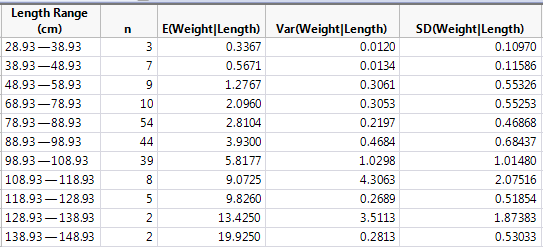 Length Range
(cm) n E(Weight|Length) Var(Weight|Length) SD(Weight|Length)
28.93—38.93 3 0.3367 0.0120 0.10970
38.93—48.93 7 0.5671 0.0134 0.11586
48.93—58.93 9 1.2767 0.3061 0.55326
68.93—78.93 10 2.0960 0.3053 0.55253
78.93—88.93 54 2.8104 0.2197 0.46868
88.93—98.93 44 3.9300 0.4684 0.68437
98.93—108.93 39 5.8177 1.0298 1.01480
108.93—118.93 8 9.0725 4.3063 2.07516
118.93—128.93 5 9.8260 0.2689 0.51854
128.93—138.93 2 13.4250 3.5113 1.87383
138.93—148.93 2 19.9250 0.2813 0.53033